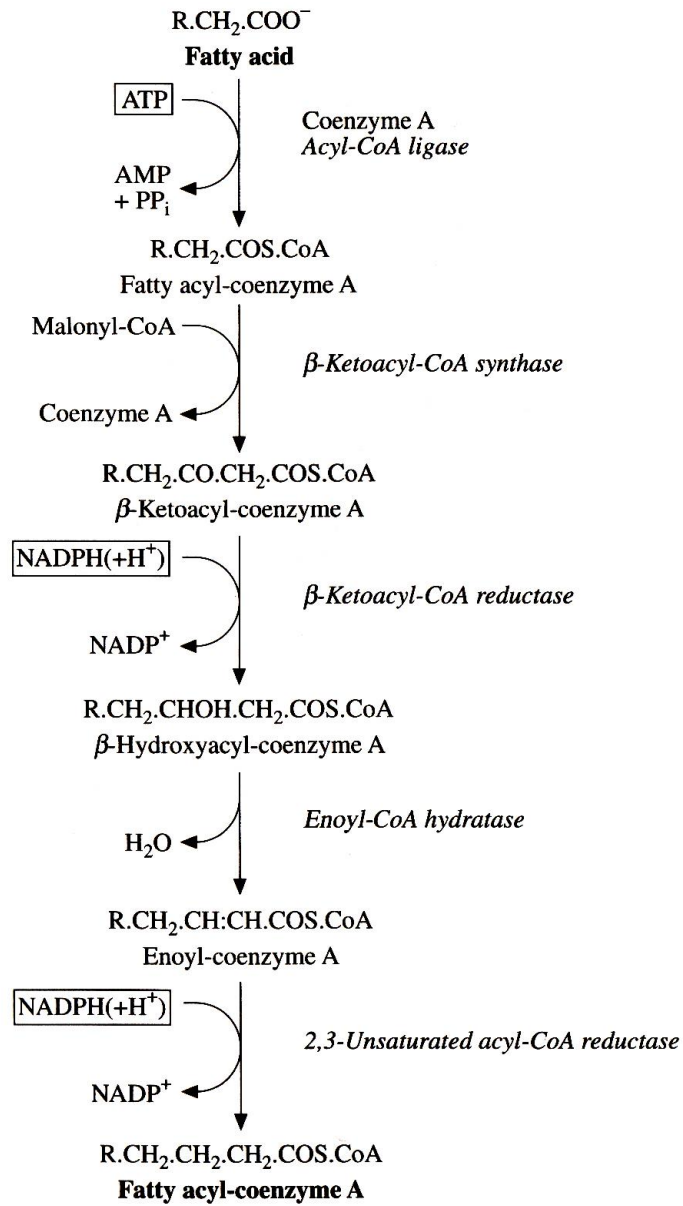 R.CH₂.COO⁻
Fatty acid
ATP
Coenzyme A
Acyl-CoA ligase
AMP
+ PPᵢ
R.CH₂.COS.CoA
Fatty acyl-coenzyme A
Malonyl-CoA
β-Ketoacyl-CoA synthase
Coenzyme A
R.CH₂.CO.CH₂.COS.CoA
β-Ketoacyl-coenzyme A
NADPH(+H⁺)
β-Ketoacyl-CoA reductase
NADP⁺
R.CH₂.CHOH.CH₂.COS.CoA
β-Hydroxyacyl-coenzyme A
Enoyl-CoA hydratase
H₂O
R.CH₂.CH:CH.COS.CoA
Enoyl-coenzyme A
NADPH(+H⁺)
2,3-Unsaturated acyl-CoA reductase
NADP⁺
R.CH₂.CH₂.CH₂.COS.CoA
Fatty acyl-coenzyme A